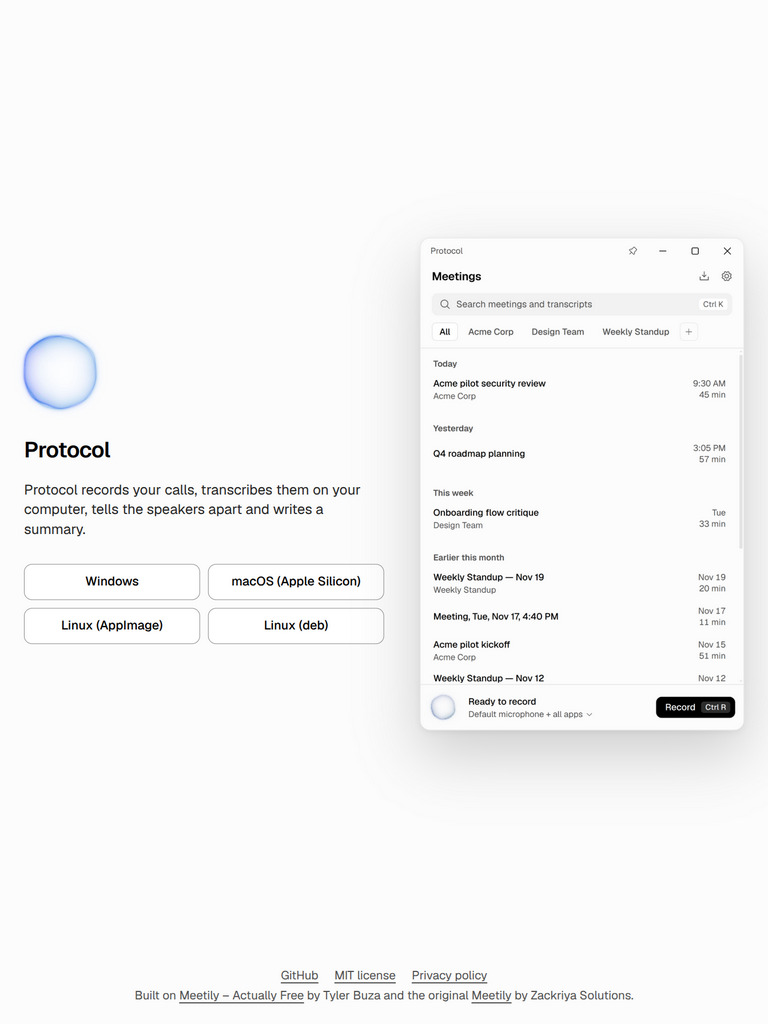 Protocol
Protocol records your calls, transcribes them on your
computer, tells the speakers apart and writes a
summary.
Windows
macOS (Apple Silicon)
Linux (AppImage)
Linux (deb)
Protocol
Meetings
Search meetings and transcripts
Ctrl K
All
Acme Corp
Design Team
Weekly Standup
+
Today
Acme pilot security review
9:30 AM
Acme Corp
45 min
Yesterday
Q4 roadmap planning
3:05 PM
57 min
This week
Onboarding flow critique
Tue
Design Team
33 min
Earlier this month
Weekly Standup — Nov 19
Nov 19
Weekly Standup
20 min
Meeting, Tue, Nov 17, 4:40 PM
Nov 17
11 min
Acme pilot kickoff
Nov 15
Acme Corp
51 min
Weekly Standup — Nov 12
Nov 12
Ready to record
Default microphone + all apps
Record
Ctrl R
GitHub
MIT license
Privacy policy
Built on Meetily – Actually Free by Tyler Buza and the original Meetily by Zackriya Solutions.